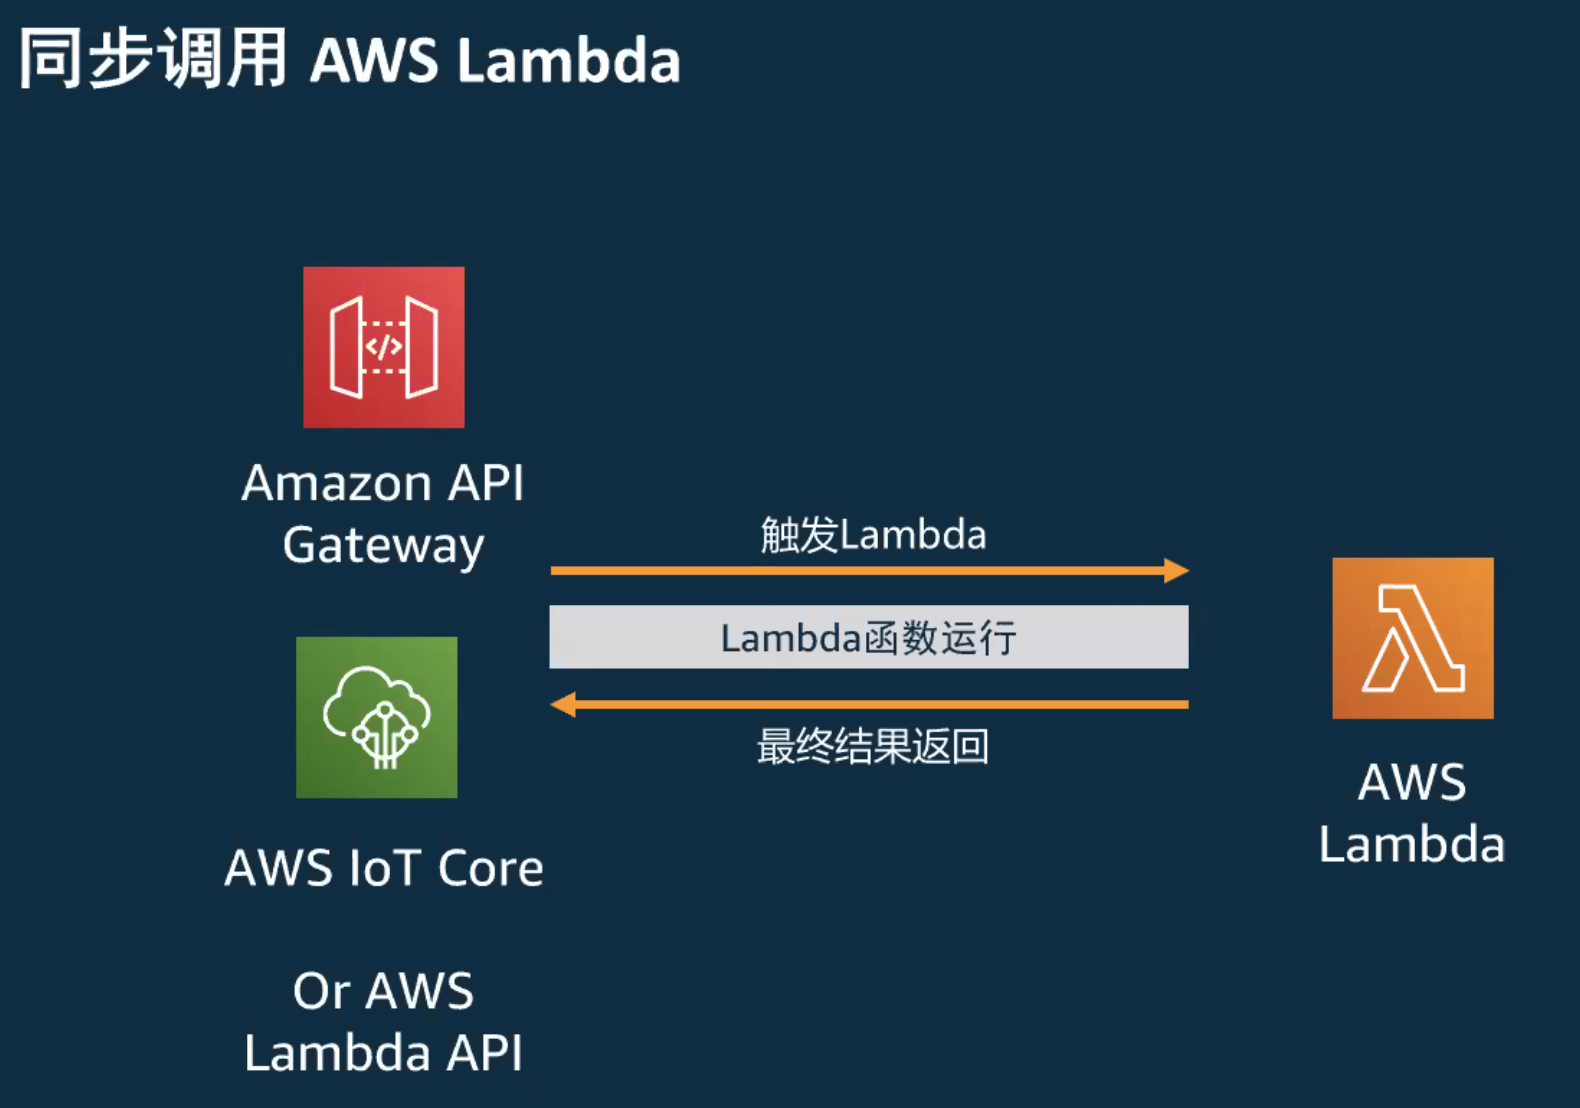 同步调用 AWS Lambda
Amazon API
Gateway
触发Lambda
Lambda函数运行
最终结果返回
AWS IoT Core
Or AWS
Lambda API
AWS
Lambda